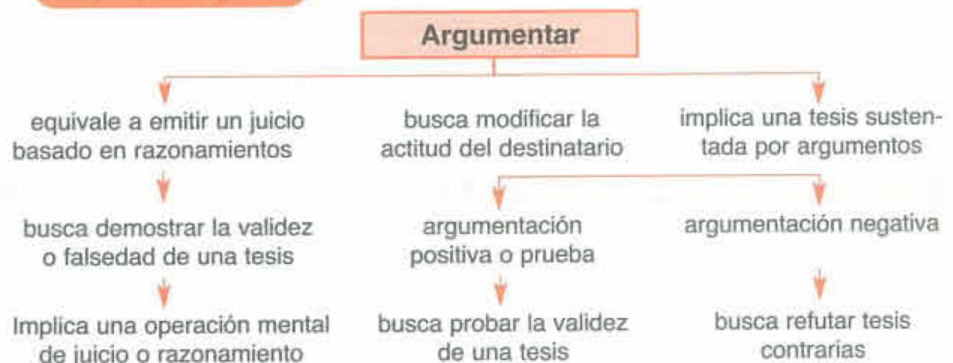 Argumentar
equivale a emitir un juicio
basado en razonamientos
busca modificar la
actitud del destinatario
implica una tesis susten-
tada por argumentos
busca demostrar la validez
o falsedad de una tesis
argumentación
positiva o prueba
argumentación negativa
Implica una operación mental
de juicio o razonamiento
busca probar la validez
de una tesis
busca refutar tesis
contrarias